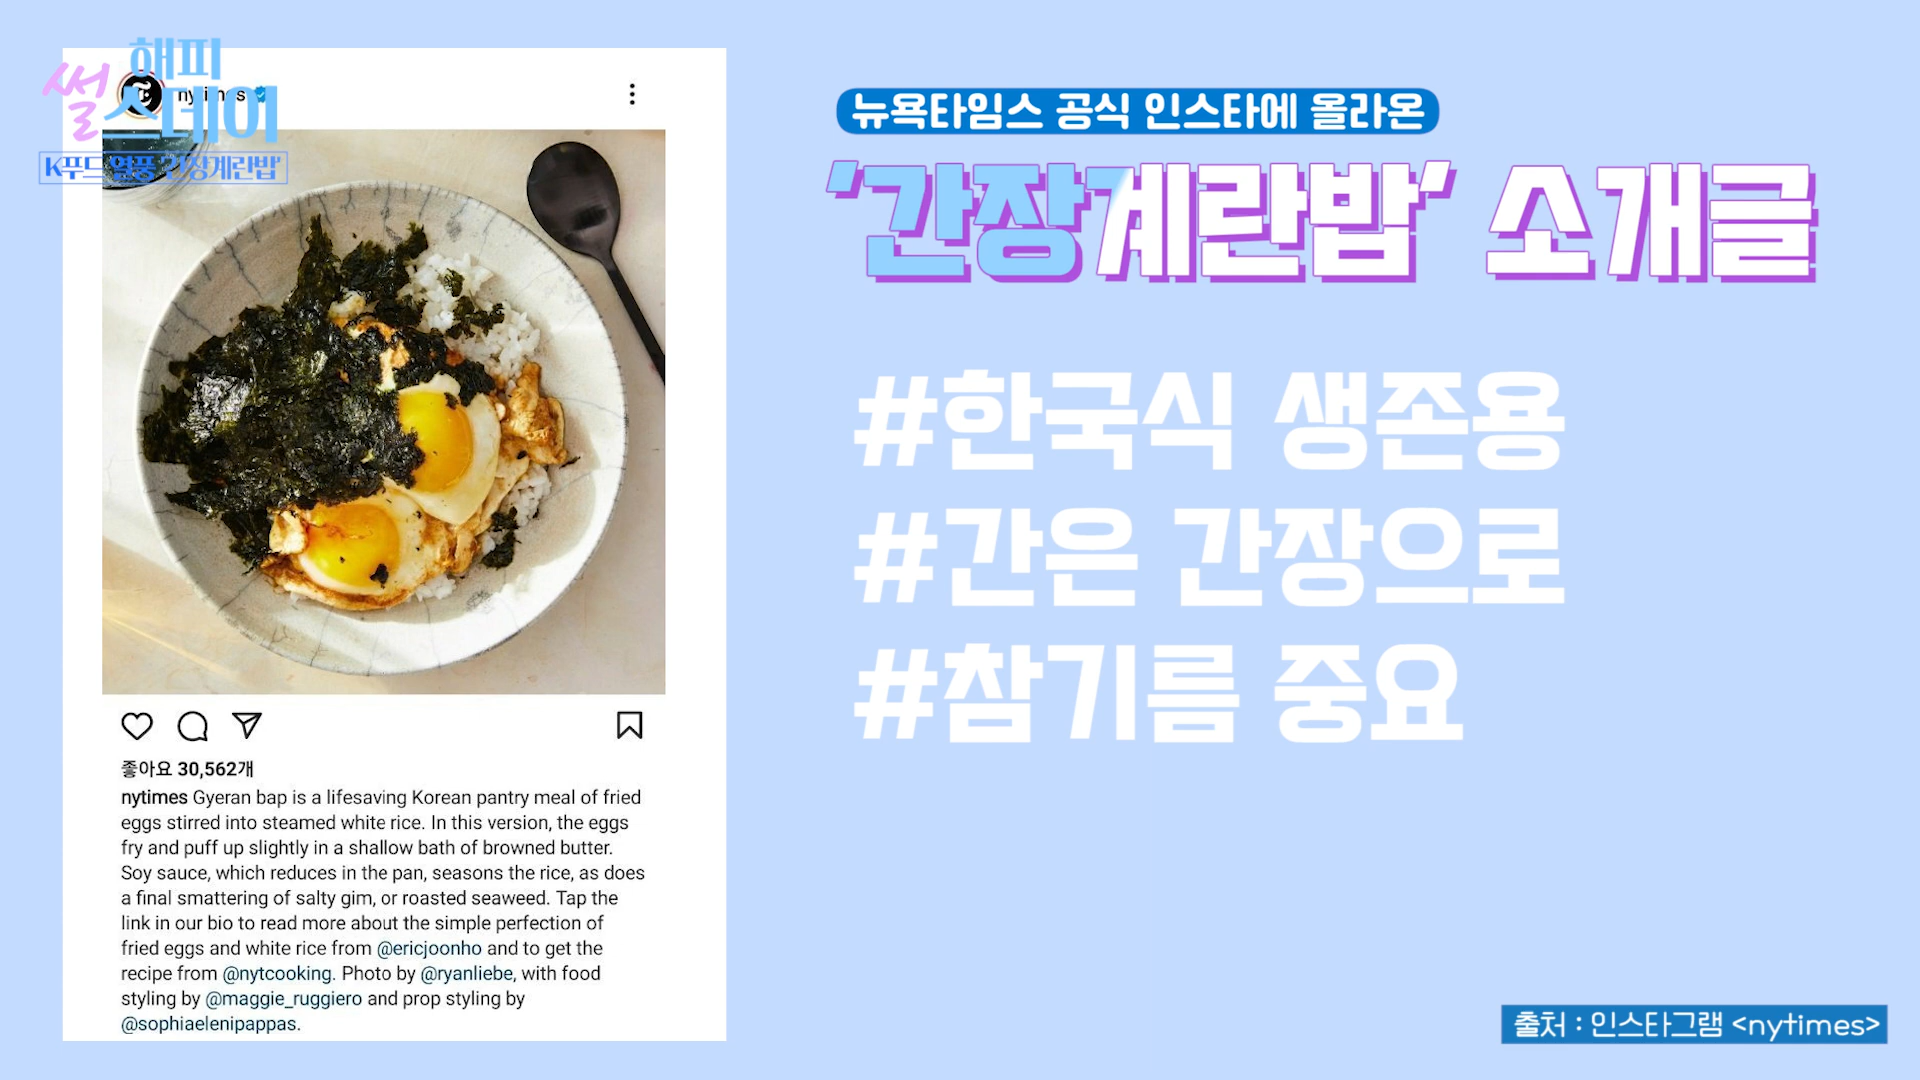 해피
썰스데이
K푸드 열풍 '간장계란밥'
nytimes
뉴욕타임스 공식 인스타에 올라온
'간장계란밥' 소개글
#한국식 생존용
#간은 간장으로
#참기름 중요
좋아요 30,562개
nytimes Gyeran bap is a lifesaving Korean pantry meal of fried
eggs stirred into steamed white rice. In this version, the eggs
fry and puff up slightly in a shallow bath of browned butter.
Soy sauce, which reduces in the pan, seasons the rice, as does
a final smattering of salty gim, or roasted seaweed. Tap the
link in our bio to read more about the simple perfection of
fried eggs and white rice from @ericjoonho and to get the
recipe from @nytcooking. Photo by @ryanliebe, with food
styling by @maggie_ruggiero and prop styling by
@sophiaelenipappas.
출처 : 인스타그램 <nytimes>